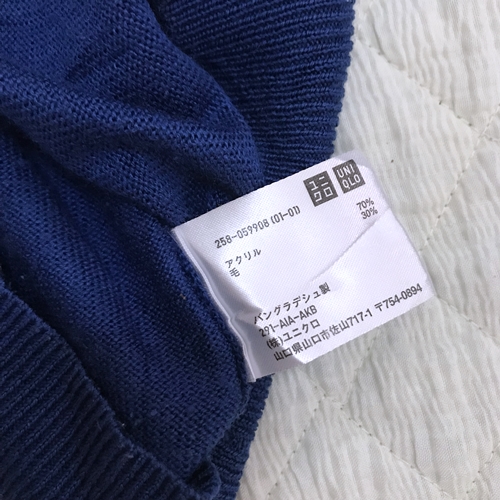 ユニ UNI
クロ QLO
258-059908 (01-01)
アクリル 70%
毛 30%
バングラデシュ製
291-AIA-AKB
(株)ユニクロ
山口県山口市佐山717-1 〒754-0894